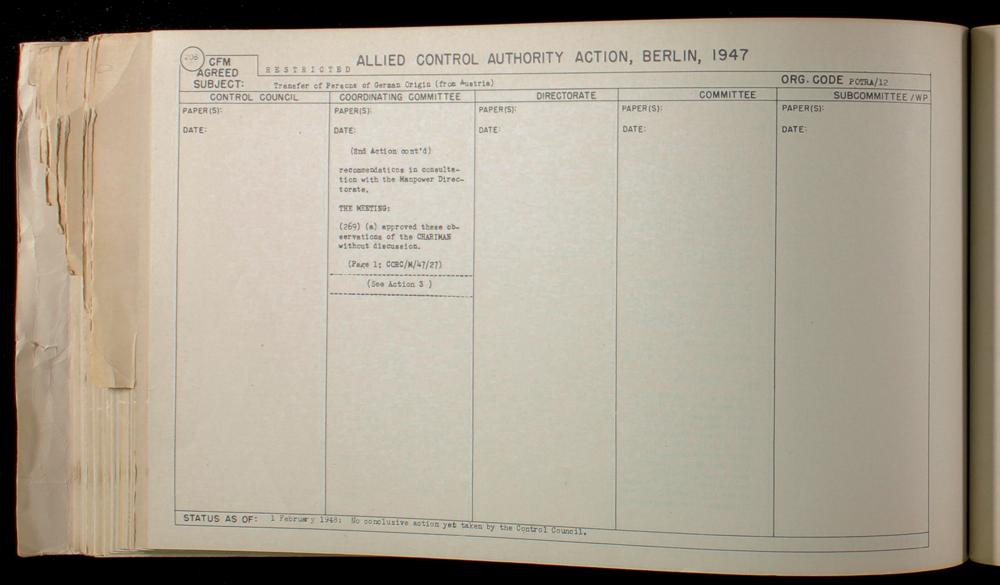 208
CFM
AGREED
RESTRICTED
ALLIED CONTROL AUTHORITY ACTION, BERLIN, 1947
SUBJECT: Transfer of Persons of German Origin (from Austria)
ORG. CODE POTRA/12
CONTROL COUNCIL
COORDINATING COMMITTEE
DIRECTORATE
COMMITTEE
SUBCOMMITTEE/WP
PAPER(S):
PAPER(S):
PAPER(S):
PAPER(S):
PAPER(S):
DATE:
DATE:
DATE:
DATE:
DATE:
(2nd Action cont'd)
recommendations in consulta-
tion with the Manpower Direc-
torate.
THE MEETING:
(269) (a) approved these ob-
servations of the CHARIMAN
without discussion.
(Page 1; CORC/M/47/27)
(See Action 3 )
STATUS AS OF: 1 February 1948: No conclusive action yet taken by the Control Council.